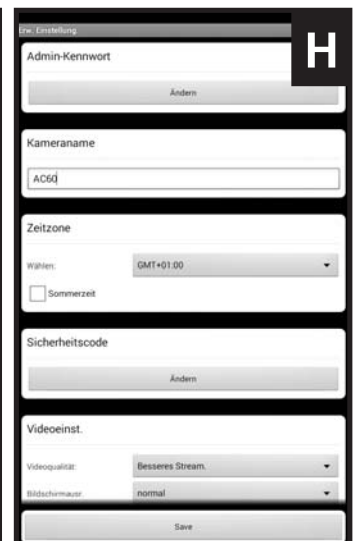 Erw. Einstellung
H
Admin-Kennwort
Ändern
Kameraname
AC60
Zeitzone
Wählen: GMT+01:00
Sommerzeit
Sicherheitscode
Ändern
Videoeinst.
Videoqualität: Besseres Stream.
Bildschirmausr. normal
Save